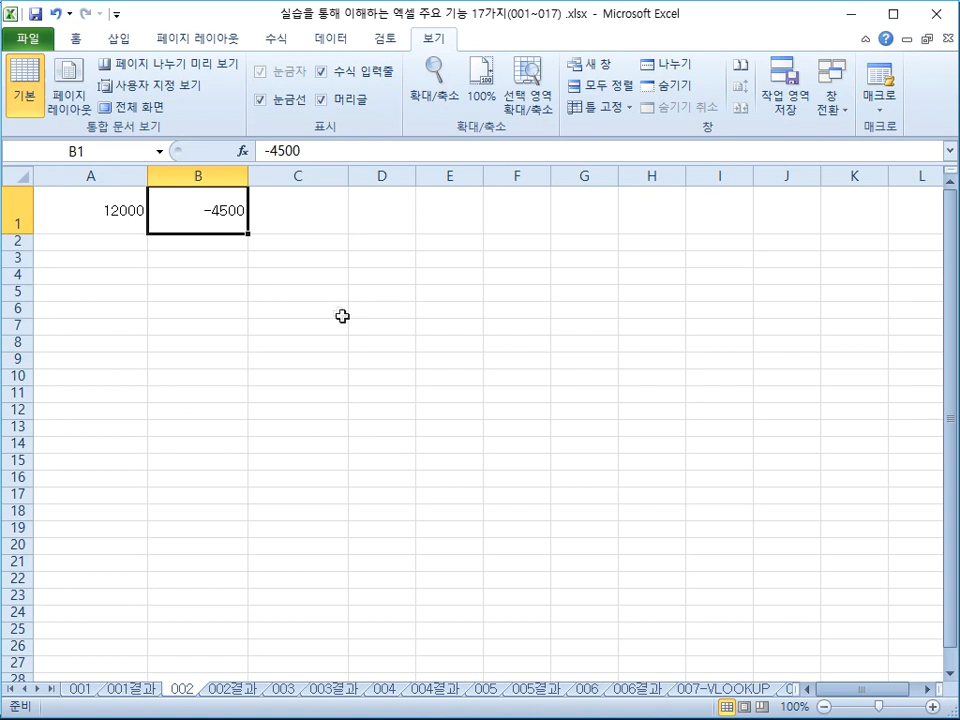 실습을 통해 이해하는 엑셀 주요 기능 17가지(001~017) .xlsx - Microsoft Excel
파일 홈 삽입 페이지 레이아웃 수식 데이터 검토 보기
기본
페이지
레이아웃
페이지 나누기 미리 보기
사용자 지정 보기
전체 화면
통합 문서 보기
눈금자 수식 입력줄
눈금선 머리글
표시
확대/축소
100%
선택 영역
확대/축소
확대/축소
새 창
모두 정렬
틀 고정
나누기
숨기기
숨기기 취소
창
작업 영역
저장
창
전환
매크로
매크로
B1 fx -4500
A B C D E F G H I J K L
1 12000 -4500
2
3
4
5
6
7
8
9
10
11
12
13
14
15
16
17
18
19
20
21
22
23
24
25
26
27
28
001 001결과 002 002결과 003 003결과 004 004결과 005 005결과 006 006결과 007-VLOOKUP
준비 100%